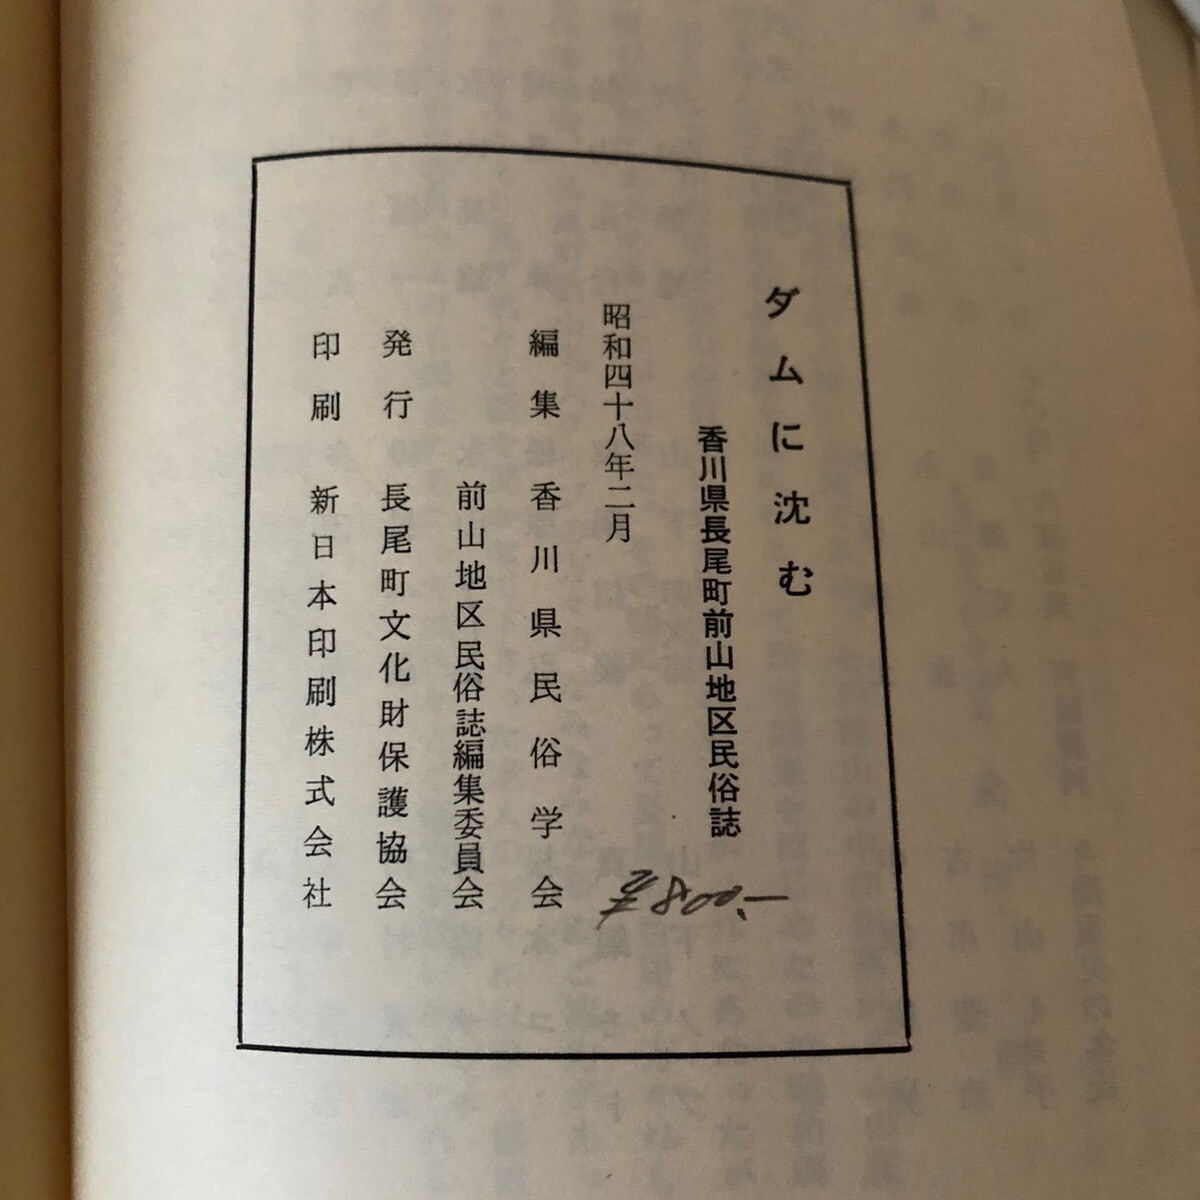 ダムに沈む
香川県長尾町前山地区民俗誌
昭和四十八年二月
編集 香川県民俗学会
前山地区民俗誌編集委員会
発行 長尾町文化財保護協会
印刷 新日本印刷株式会社